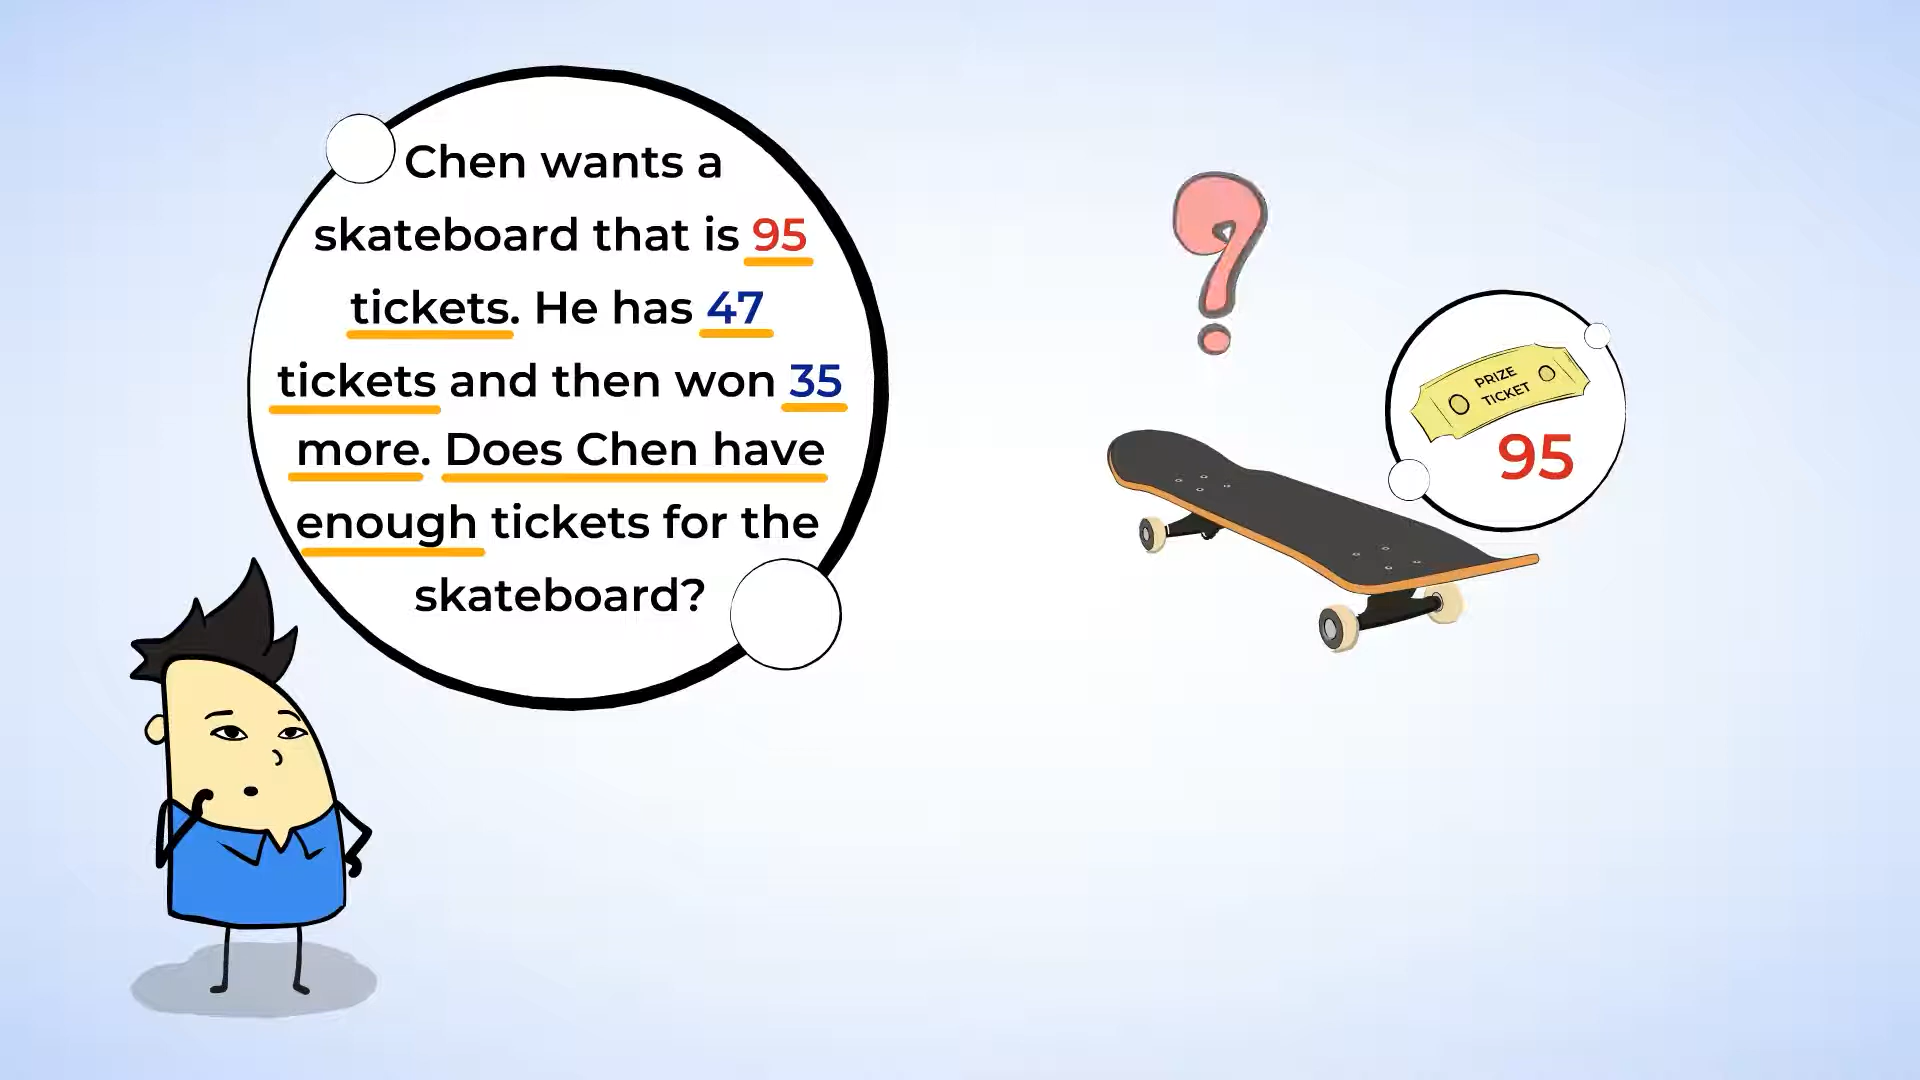 Chen wants a
skateboard that is 95
tickets. He has 47
tickets and then won 35
more. Does Chen have
enough tickets for the
skateboard?
?
PRIZE
TICKET
95